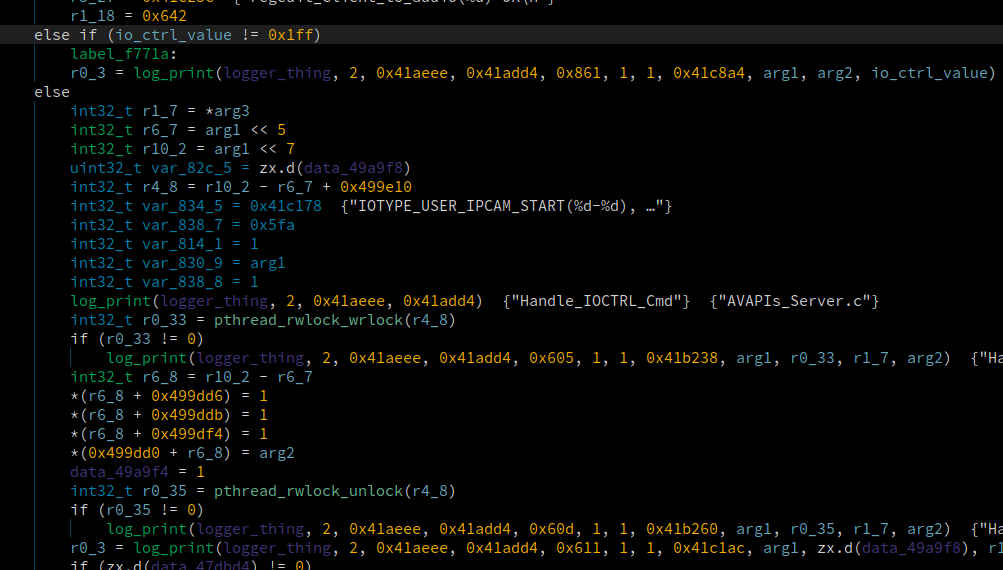 r1_18 = 0x642
else if (io_ctrl_value != 0x1ff)
label_f771a:
r0_3 = log_print(logger_thing, 2, 0x41aeee, 0x41add4, 0x861, 1, 1, 0x41c8a4, arg1, arg2, io_ctrl_value)
else
int32_t r1_7 = *arg3
int32_t r6_7 = arg1 << 5
int32_t r10_2 = arg1 << 7
uint32_t var_82c_5 = zx.d(data_49a9f8)
int32_t r4_8 = r10_2 - r6_7 + 0x499e10
int32_t var_834_5 = 0x41c178  {"IOTYPE_USER_IPCAM_START(%d-%d), …"}
int32_t var_838_7 = 0x5fa
int32_t var_814_1 = 1
int32_t var_830_9 = arg1
int32_t var_838_8 = 1
log_print(logger_thing, 2, 0x41aeee, 0x41add4)  {"Handle_IOCTRL_Cmd"}  {"AVAPIs_Server.c"}
int32_t r0_33 = pthread_rwlock_wrlock(r4_8)
if (r0_33 != 0)
log_print(logger_thing, 2, 0x41aeee, 0x41add4, 0x605, 1, 1, 0x41b238, arg1, r0_33, r1_7, arg2)  {"Ha
int32_t r6_8 = r10_2 - r6_7
*(r6_8 + 0x499dd6) = 1
*(r6_8 + 0x499ddb) = 1
*(r6_8 + 0x499df4) = 1
*(0x499dd0 + r6_8) = arg2
data_49a9f4 = 1
int32_t r0_35 = pthread_rwlock_unlock(r4_8)
if (r0_35 != 0)
log_print(logger_thing, 2, 0x41aeee, 0x41add4, 0x60d, 1, 1, 0x41b260, arg1, r0_35, r1_7, arg2)  {"Ha
r0_3 = log_print(logger_thing, 2, 0x41aeee, 0x41add4, 0x611, 1, 1, 0x41c1ac, arg1, zx.d(data_49a9f8), r1
if (zx.d(data_47dbd4) != 0)